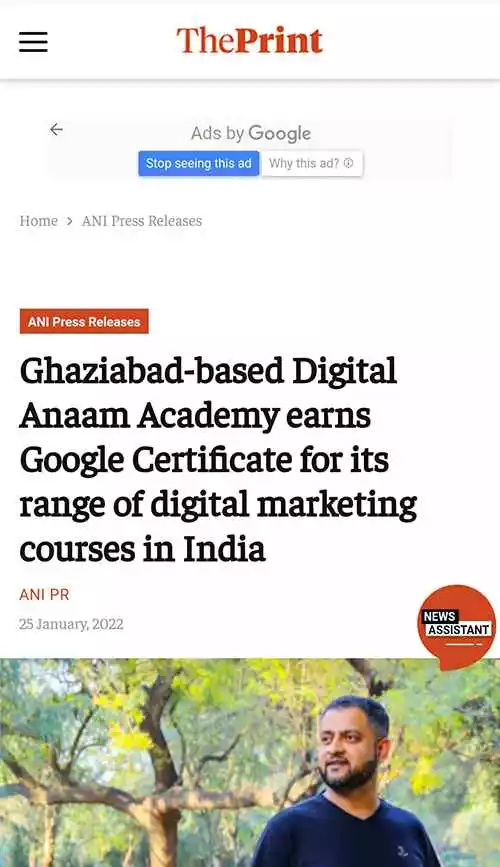 ThePrint
Ads by Google
Stop seeing this ad
Why this ad?
Home > ANI Press Releases
ANI Press Releases
Ghaziabad-based Digital
Anaam Academy earns
Google Certificate for its
range of digital marketing
courses in India
ANI PR
25 January, 2022
NEWS
ASSISTANT